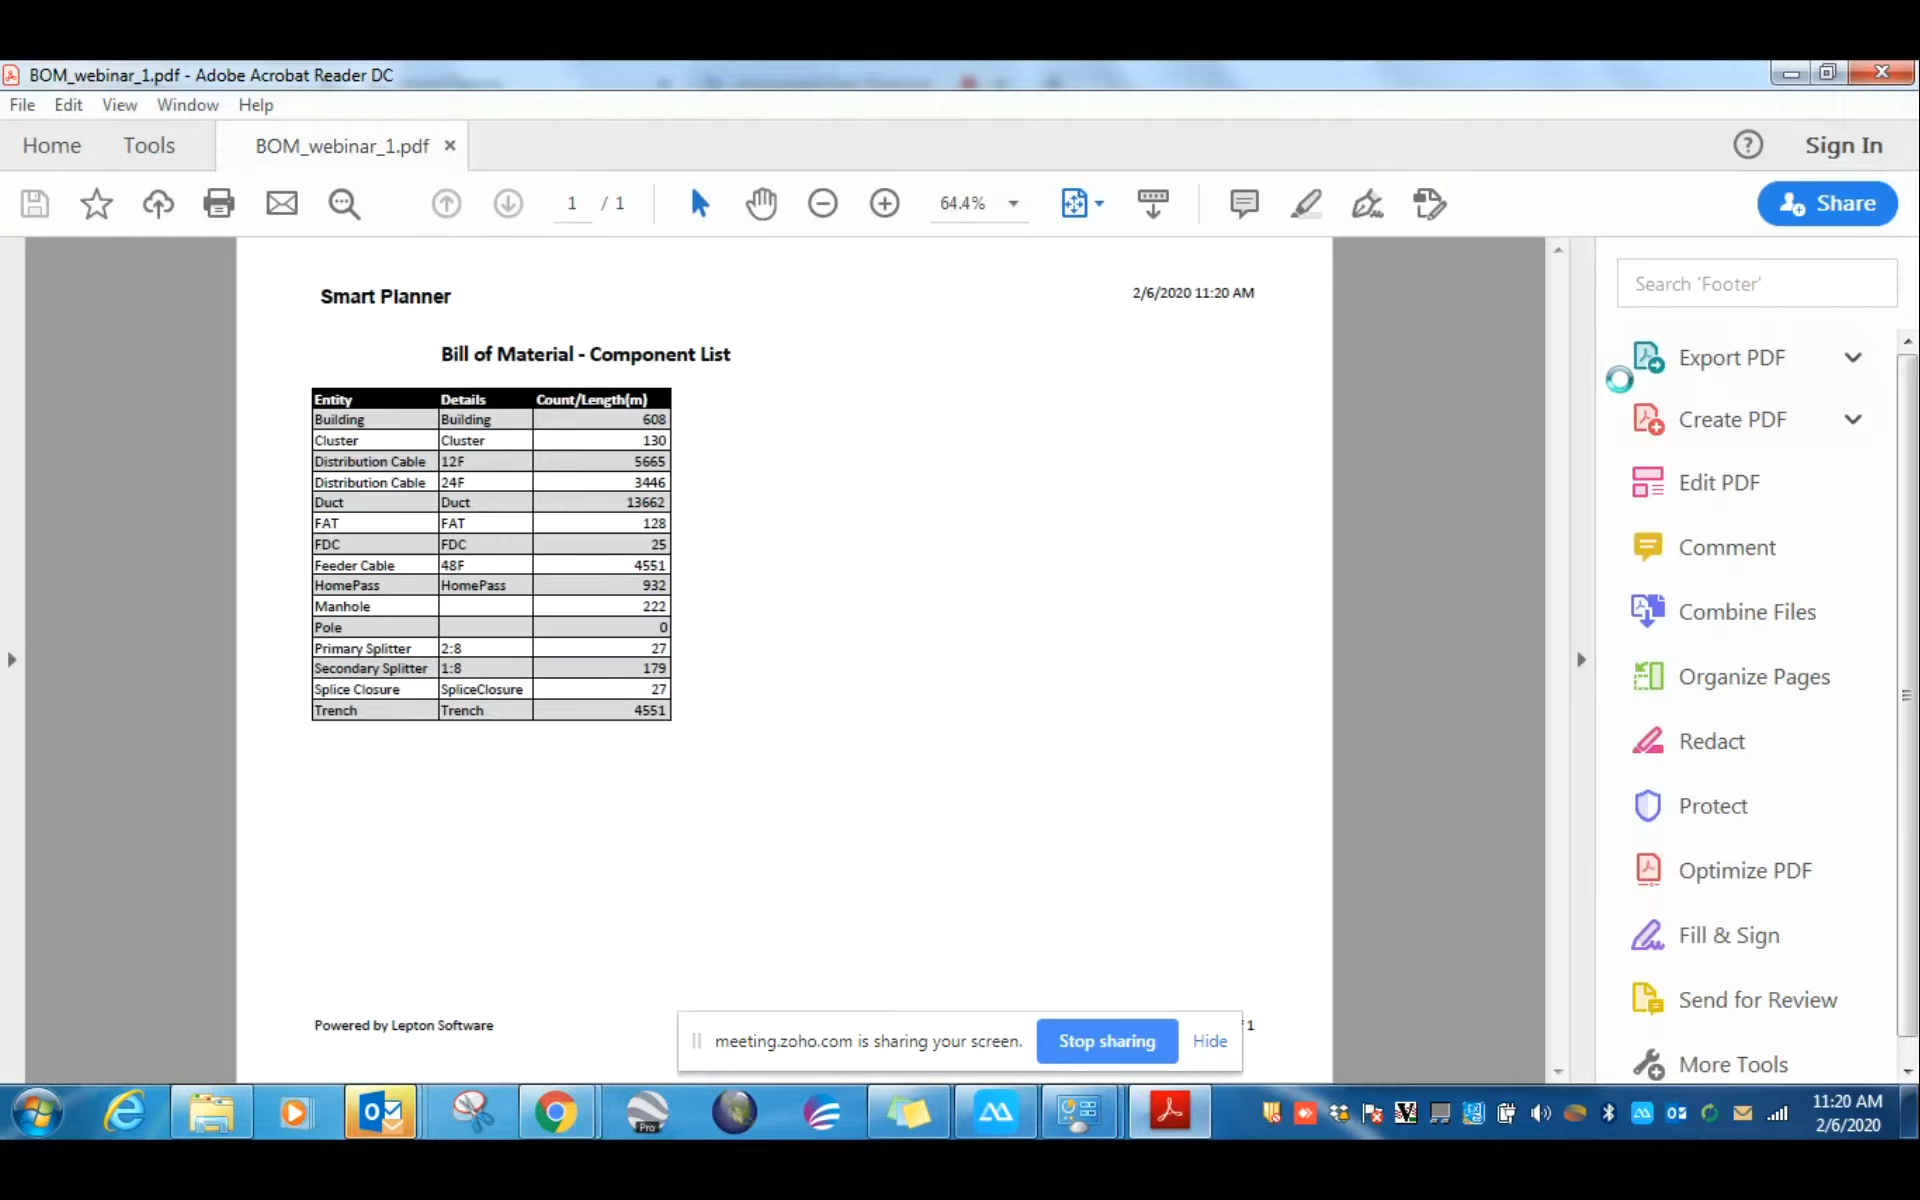 BOM_webinar_1.pdf - Adobe Acrobat Reader DC
File Edit View Window Help
Home Tools BOM_webinar_1.pdf × ? Sign In
1 / 1 64.4% Share
Smart Planner 2/6/2020 11:20 AM
Bill of Material - Component List
Entity Details Count/Length(m)
Building Building 608
Cluster Cluster 130
Distribution Cable 12F 5665
Distribution Cable 24F 3446
Duct Duct 13662
FAT FAT 128
FDC FDC 25
Feeder Cable 48F 4551
HomePass HomePass 932
Manhole 222
Pole 0
Primary Splitter 2:8 27
Secondary Splitter 1:8 179
Splice Closure SpliceClosure 27
Trench Trench 4551
Powered by Lepton Software 1
meeting.zoho.com is sharing your screen. Stop sharing Hide
Search 'Footer'
Export PDF
Create PDF
Edit PDF
Comment
Combine Files
Organize Pages
Redact
Protect
Optimize PDF
Fill & Sign
Send for Review
More Tools
Pro
11:20 AM
2/6/2020